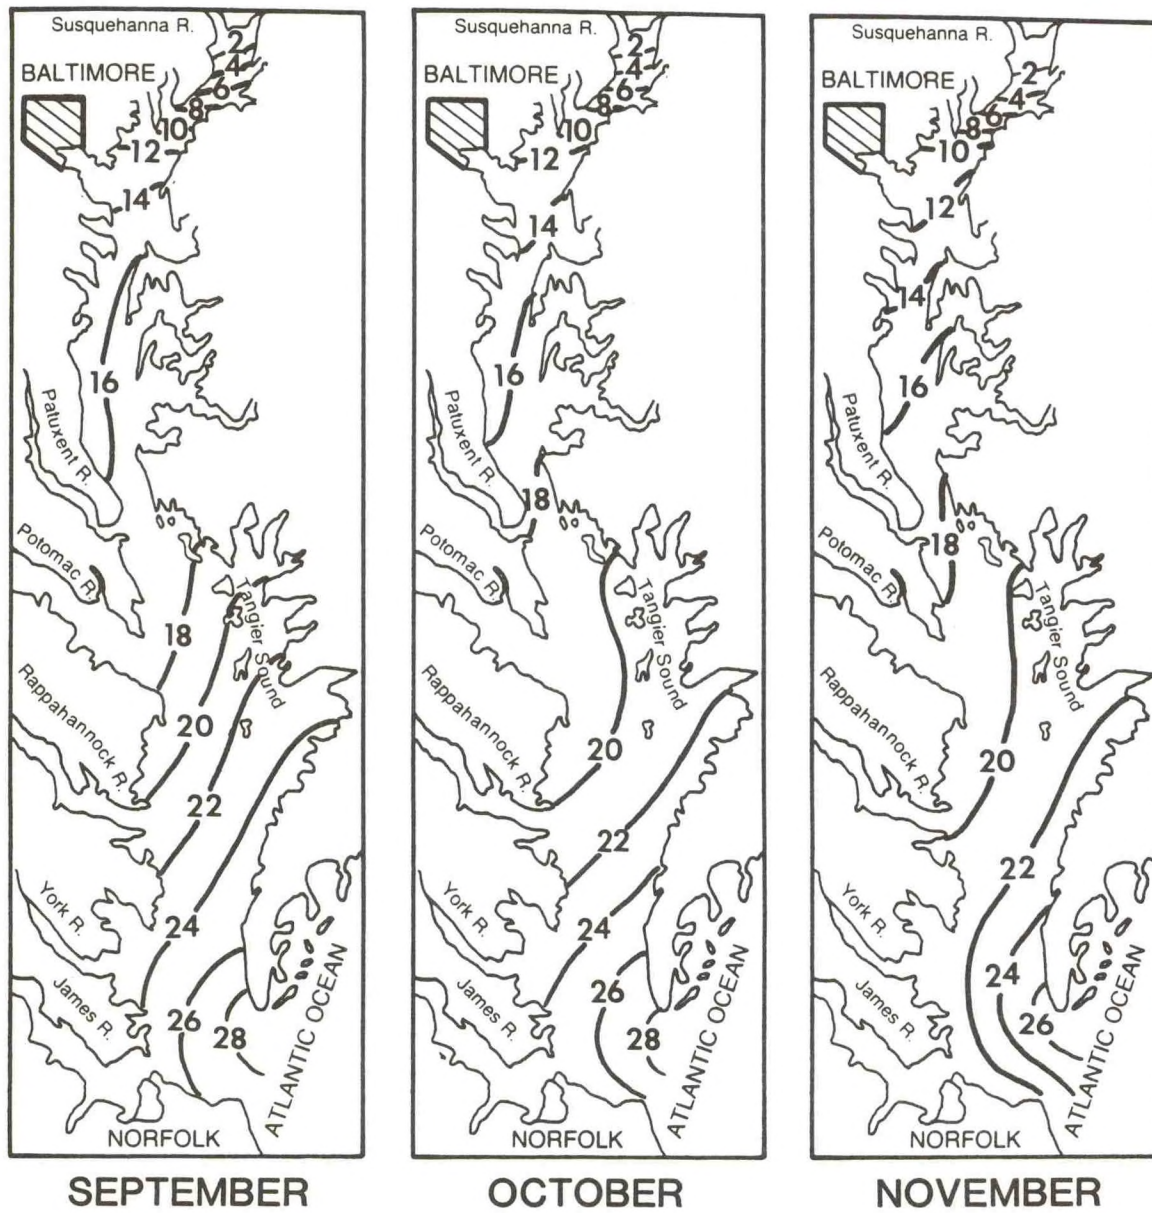 Susquehanna R.
2
4
BALTIMORE
6
8
10
12
14
16
Patuxent R.
Potomac R.
18
Tangier Sound
Rappahannock R.
20
22
York R.
24
ATLANTIC OCEAN
James R.
26
28
NORFOLK
SEPTEMBER
Susquehanna R.
2
4
BALTIMORE
6
8
10
12
14
16
Patuxent R.
18
Potomac R.
Tangier Sound
Rappahannock R.
20
22
York R.
24
ATLANTIC OCEAN
James R.
26
28
NORFOLK
OCTOBER
Susquehanna R.
2
BALTIMORE
4
6
8
10
12
14
16
Patuxent R.
18
Potomac R.
Tangier Sound
Rappahannock R.
20
22
York R.
24
ATLANTIC OCEAN
James R.
26
NORFOLK
NOVEMBER